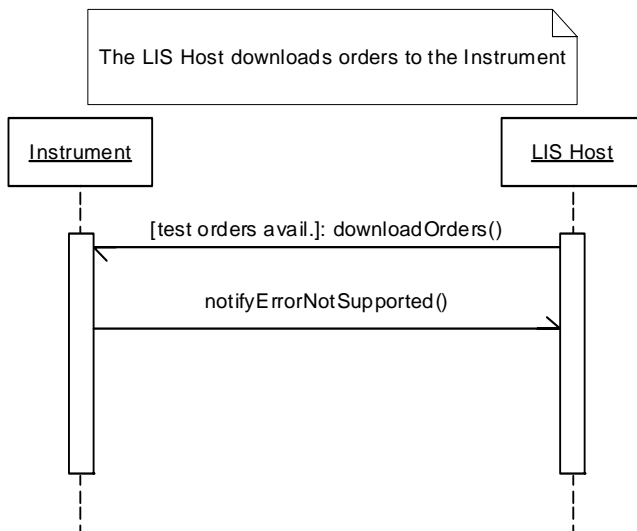 The LIS Host downloads orders to the Instrument
Instrument
LIS Host
[test orders avail.]: downloadOrders()
notifyErrorNotSupported()